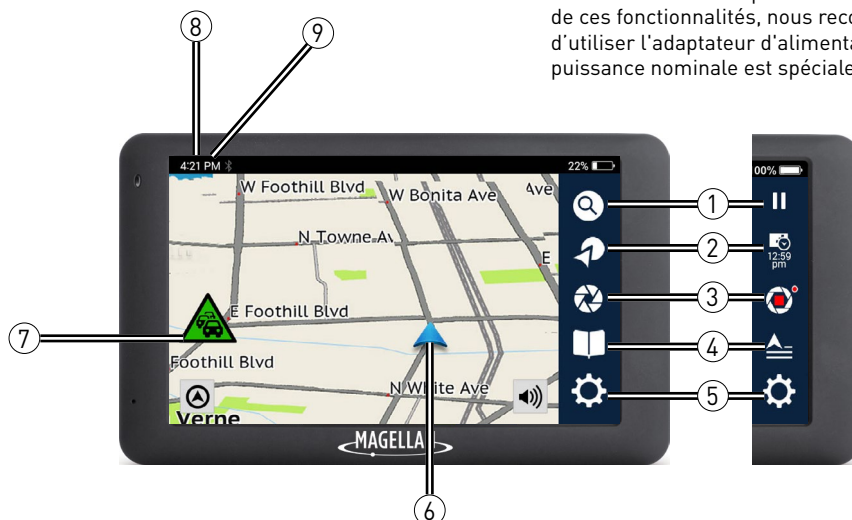 de ces fonctionnalités, nous reco
d’utiliser l'adaptateur d'alimenta
puissance nominale est spéciale
8
9
4:21 PM
22%
00%
W Foothill Blvd
W Bonita Ave
Ave
N Towne Av
E
E Foothill Blvd
Foothill Blvd
N White Ave
Verne
12:59
pm
1
2
3
4
5
6
7
MAGELLAN